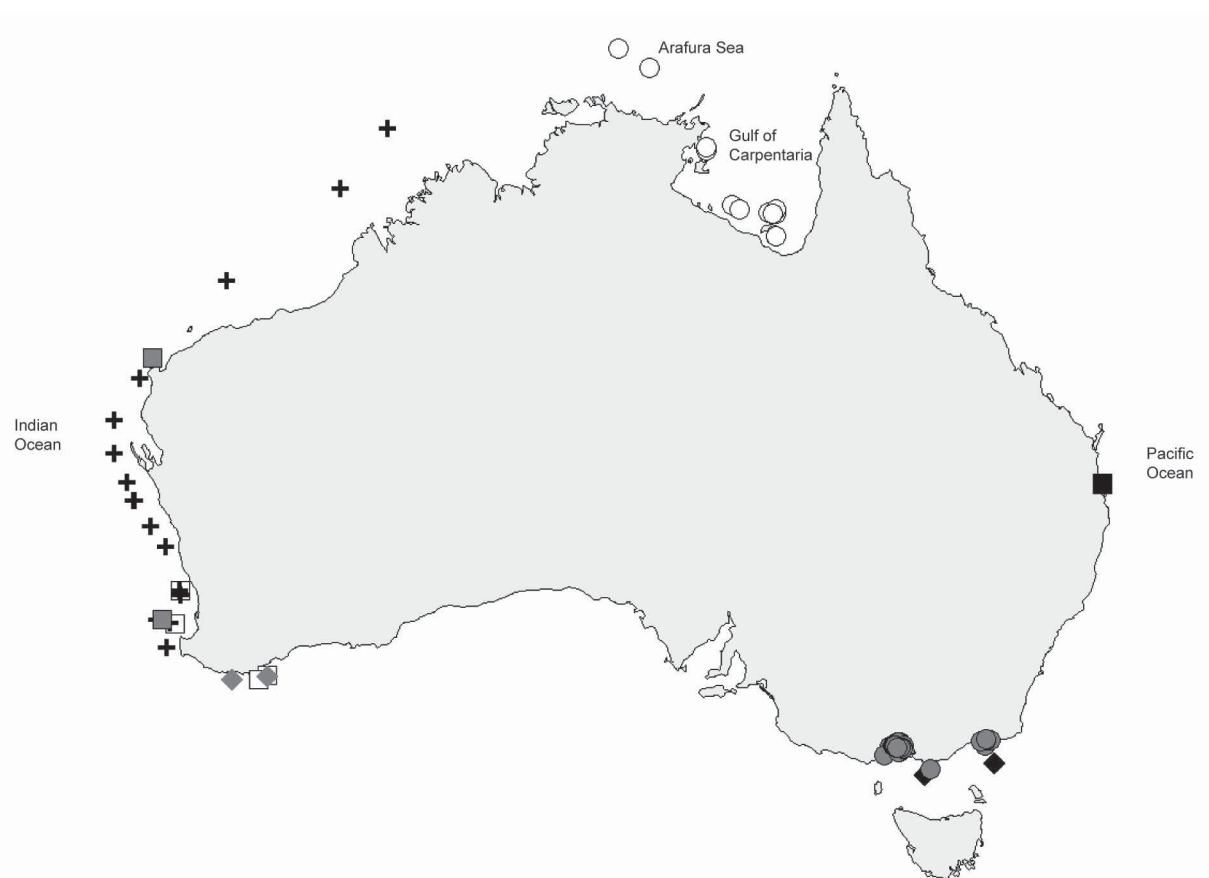 Arafura Sea
Gulf of
Carpentaria
Indian
Ocean
Pacific
Ocean